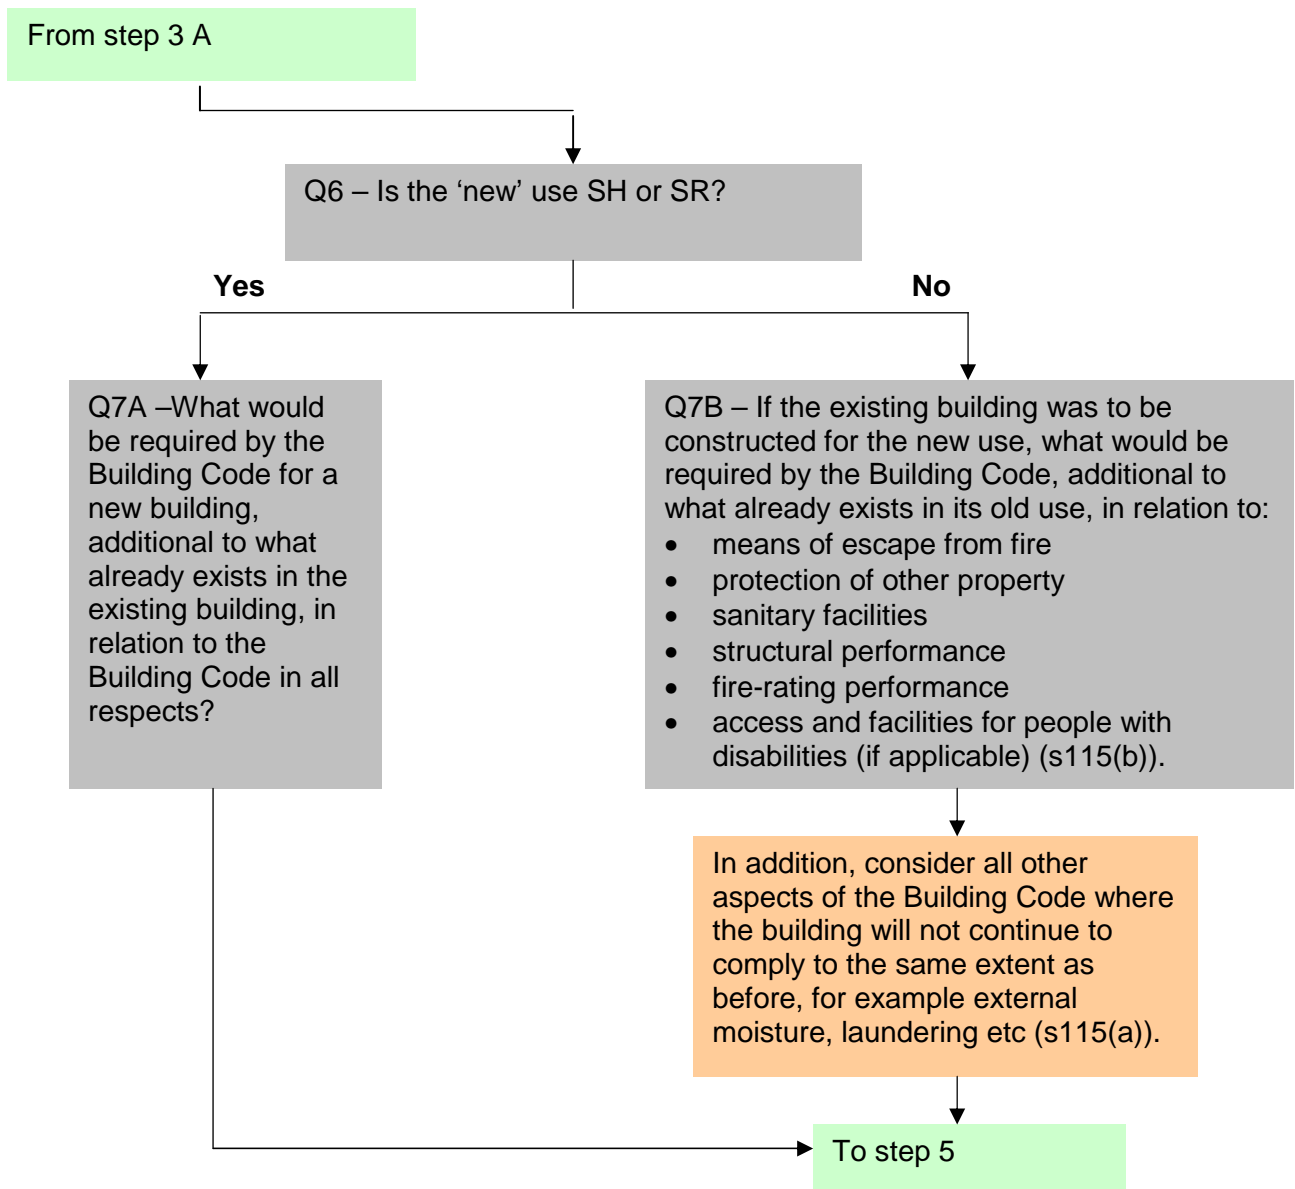 From step 3 A
Q6 – Is the ‘new’ use SH or SR?
Yes
No
Q7A –What would
be required by the
Building Code for a
new building,
additional to what
already exists in the
existing building, in
relation to the
Building Code in all
respects?
Q7B – If the existing building was to be
constructed for the new use, what would be
required by the Building Code, additional to
what already exists in its old use, in relation to:
• means of escape from fire
• protection of other property
• sanitary facilities
• structural performance
• fire-rating performance
• access and facilities for people with
disabilities (if applicable) (s115(b)).
In addition, consider all other
aspects of the Building Code where
the building will not continue to
comply to the same extent as
before, for example external
moisture, laundering etc (s115(a)).
To step 5